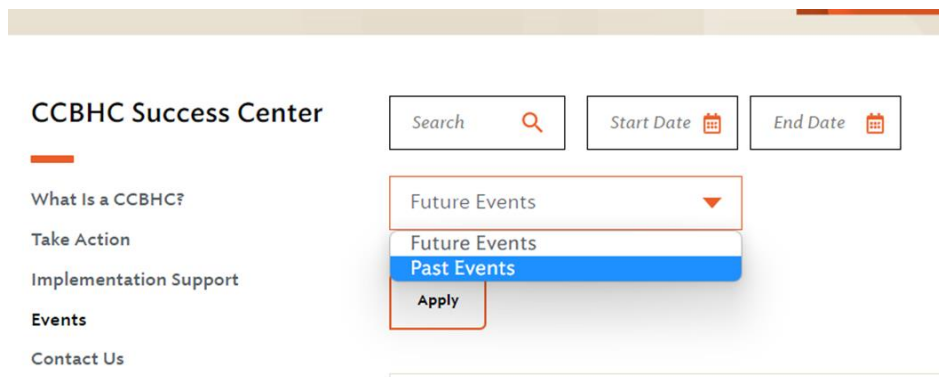 CCBHC Success Center
What Is a CCBHC?
Take Action
Implementation Support
Events
Contact Us
Search
Start Date
End Date
Future Events
Future Events
Past Events
Apply